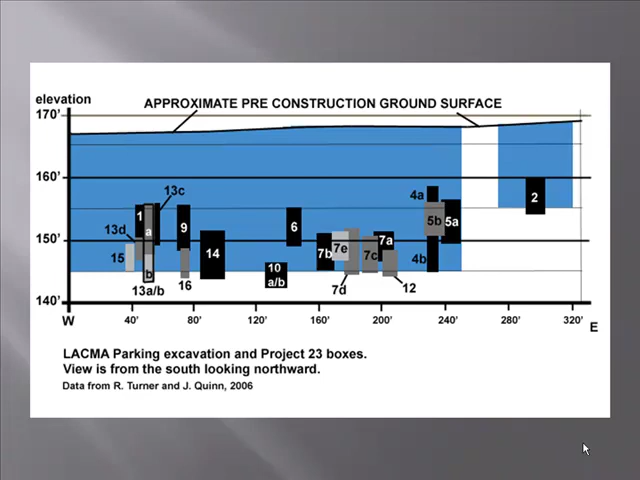 elevation
APPROXIMATE PRE CONSTRUCTION GROUND SURFACE
170'
160'
150'
140'
13c
1
a
13d
15
b
13a/b
9
16
14
6
10
a/b
7b
7e
7d
7c
7a
12
4a
5b
5a
4b
2
W
40'
80'
120'
160'
200'
240'
280'
320'
E
LACMA Parking excavation and Project 23 boxes.
View is from the south looking northward.
Data from R. Turner and J. Quinn, 2006